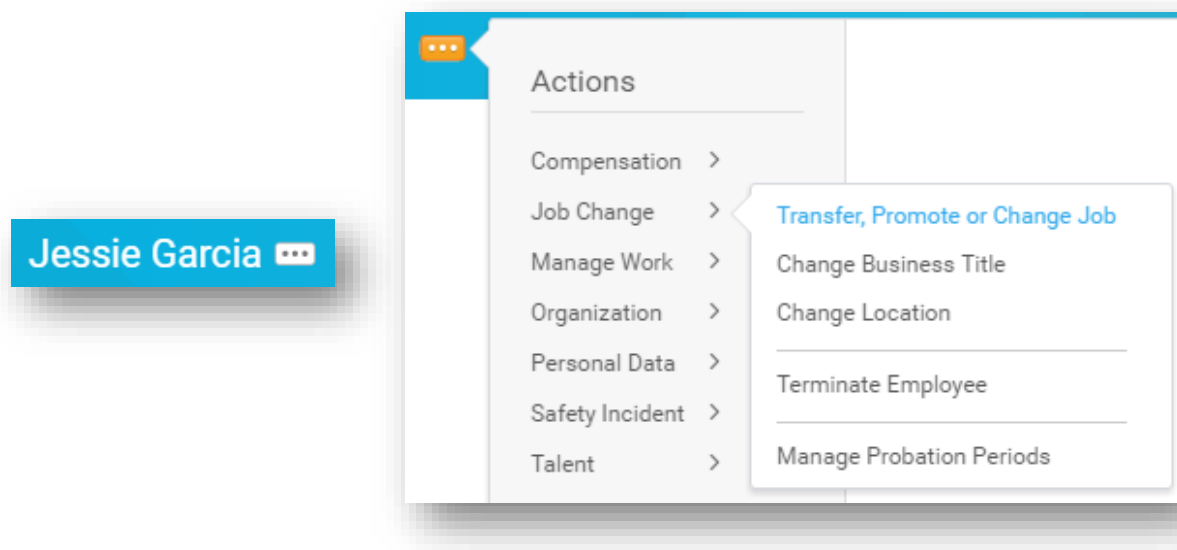 Jessie Garcia
Actions
Compensation
Job Change
Manage Work
Organization
Personal Data
Safety Incident
Talent
Transfer, Promote or Change Job
Change Business Title
Change Location
Terminate Employee
Manage Probation Periods